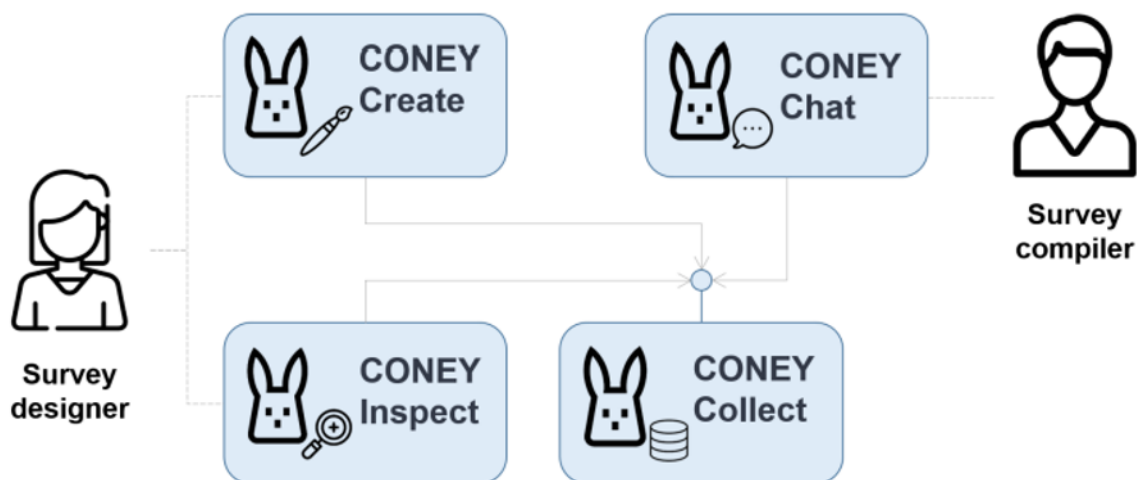 CONEY
Create
CONEY
Chat
Survey
compiler
Survey
designer
CONEY
Inspect
CONEY
Collect